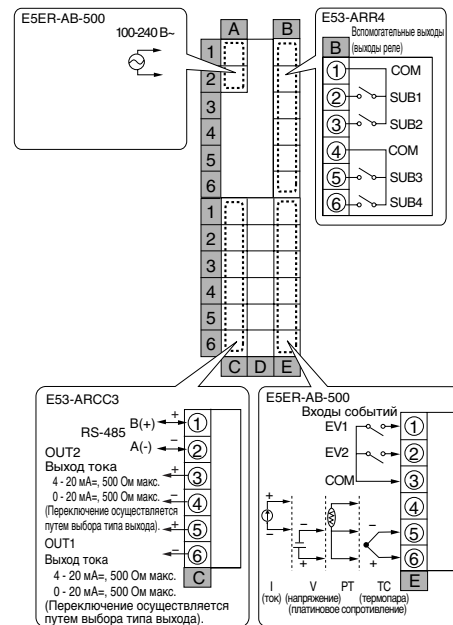 E5ER-AB-500
100-240 В~
A
B
1
2
3
4
5
6
1
2
3
4
5
6
C D E
E53-ARR4
Вспомогательные выходы
(выходы реле)
B
1 COM
2 SUB1
3 SUB2
4 COM
5 SUB3
6 SUB4
E53-ARCC3
RS-485
B(+) + 1
A(-) − 2
OUT2
Выход тока
4 - 20 мА=, 500 Ом макс.
0 - 20 мА=, 500 Ом макс.
(Переключение осуществляется
путем выбора типа выхода).
+ 3
− 4
+ 5
− 6
OUT1
Выход тока
4 - 20 мА=, 500 Ом макс.
0 - 20 мА=, 500 Ом макс.
(Переключение осуществляется
путем выбора типа выхода).
C
E5ER-AB-500
Входы событий
EV1 1
EV2 2
COM 3
4
5
6
E
+ − − + − +
I V PT TC
(ток) (напряжение) (термопара)
(платиновое сопротивление)